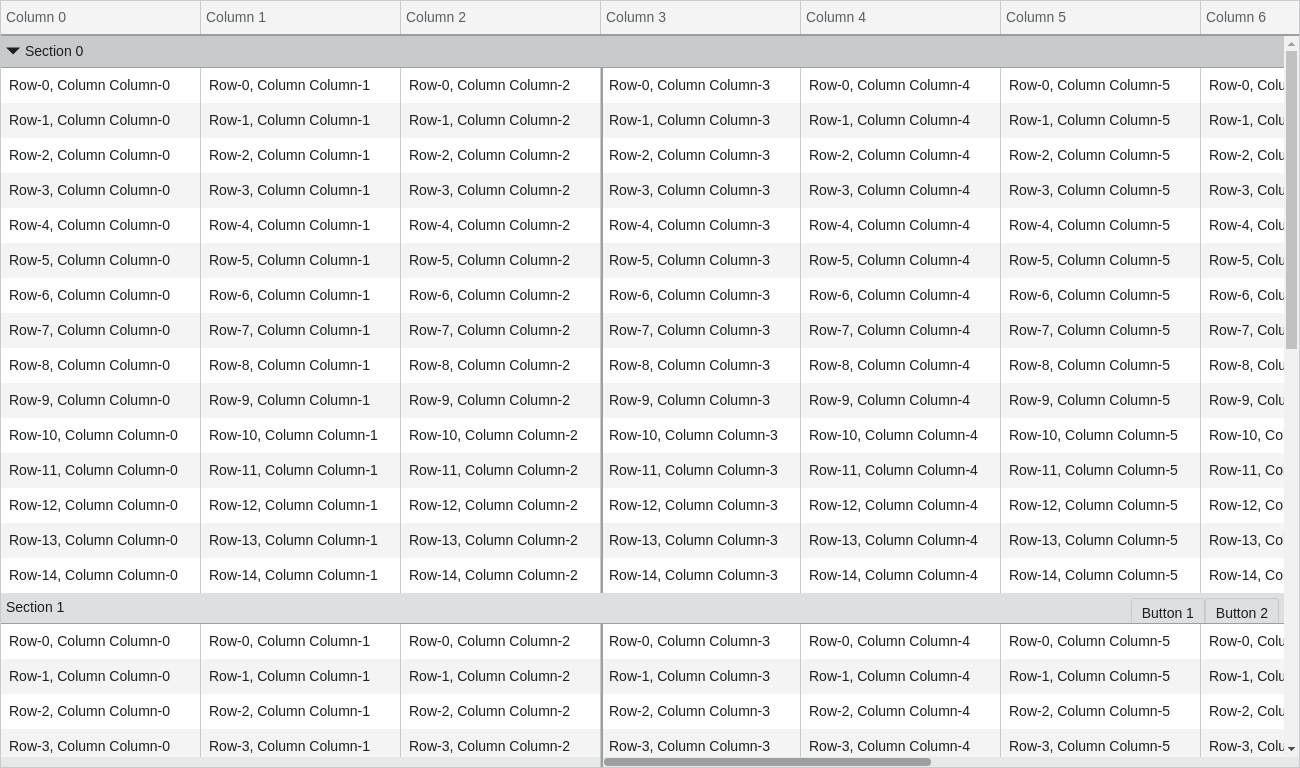 Column 0 Column 1 Column 2 Column 3 Column 4 Column 5 Column 6
Section 0
Row-0, Column Column-0 Row-0, Column Column-1 Row-0, Column Column-2 Row-0, Column Column-3 Row-0, Column Column-4 Row-0, Column Column-5 Row-0, Colu
Row-1, Column Column-0 Row-1, Column Column-1 Row-1, Column Column-2 Row-1, Column Column-3 Row-1, Column Column-4 Row-1, Column Column-5 Row-1, Colu
Row-2, Column Column-0 Row-2, Column Column-1 Row-2, Column Column-2 Row-2, Column Column-3 Row-2, Column Column-4 Row-2, Column Column-5 Row-2, Colu
Row-3, Column Column-0 Row-3, Column Column-1 Row-3, Column Column-2 Row-3, Column Column-3 Row-3, Column Column-4 Row-3, Column Column-5 Row-3, Colu
Row-4, Column Column-0 Row-4, Column Column-1 Row-4, Column Column-2 Row-4, Column Column-3 Row-4, Column Column-4 Row-4, Column Column-5 Row-4, Colu
Row-5, Column Column-0 Row-5, Column Column-1 Row-5, Column Column-2 Row-5, Column Column-3 Row-5, Column Column-4 Row-5, Column Column-5 Row-5, Colu
Row-6, Column Column-0 Row-6, Column Column-1 Row-6, Column Column-2 Row-6, Column Column-3 Row-6, Column Column-4 Row-6, Column Column-5 Row-6, Colu
Row-7, Column Column-0 Row-7, Column Column-1 Row-7, Column Column-2 Row-7, Column Column-3 Row-7, Column Column-4 Row-7, Column Column-5 Row-7, Colu
Row-8, Column Column-0 Row-8, Column Column-1 Row-8, Column Column-2 Row-8, Column Column-3 Row-8, Column Column-4 Row-8, Column Column-5 Row-8, Colu
Row-9, Column Column-0 Row-9, Column Column-1 Row-9, Column Column-2 Row-9, Column Column-3 Row-9, Column Column-4 Row-9, Column Column-5 Row-9, Colu
Row-10, Column Column-0 Row-10, Column Column-1 Row-10, Column Column-2 Row-10, Column Column-3 Row-10, Column Column-4 Row-10, Column Column-5 Row-10, Co
Row-11, Column Column-0 Row-11, Column Column-1 Row-11, Column Column-2 Row-11, Column Column-3 Row-11, Column Column-4 Row-11, Column Column-5 Row-11, Co
Row-12, Column Column-0 Row-12, Column Column-1 Row-12, Column Column-2 Row-12, Column Column-3 Row-12, Column Column-4 Row-12, Column Column-5 Row-12, Co
Row-13, Column Column-0 Row-13, Column Column-1 Row-13, Column Column-2 Row-13, Column Column-3 Row-13, Column Column-4 Row-13, Column Column-5 Row-13, Co
Row-14, Column Column-0 Row-14, Column Column-1 Row-14, Column Column-2 Row-14, Column Column-3 Row-14, Column Column-4 Row-14, Column Column-5 Row-14, Co
Section 1 Button 1 Button 2
Row-0, Column Column-0 Row-0, Column Column-1 Row-0, Column Column-2 Row-0, Column Column-3 Row-0, Column Column-4 Row-0, Column Column-5 Row-0, Colu
Row-1, Column Column-0 Row-1, Column Column-1 Row-1, Column Column-2 Row-1, Column Column-3 Row-1, Column Column-4 Row-1, Column Column-5 Row-1, Colu
Row-2, Column Column-0 Row-2, Column Column-1 Row-2, Column Column-2 Row-2, Column Column-3 Row-2, Column Column-4 Row-2, Column Column-5 Row-2, Colu
Row-3, Column Column-0 Row-3, Column Column-1 Row-3, Column Column-2 Row-3, Column Column-3 Row-3, Column Column-4 Row-3, Column Column-5 Row-3, Colu